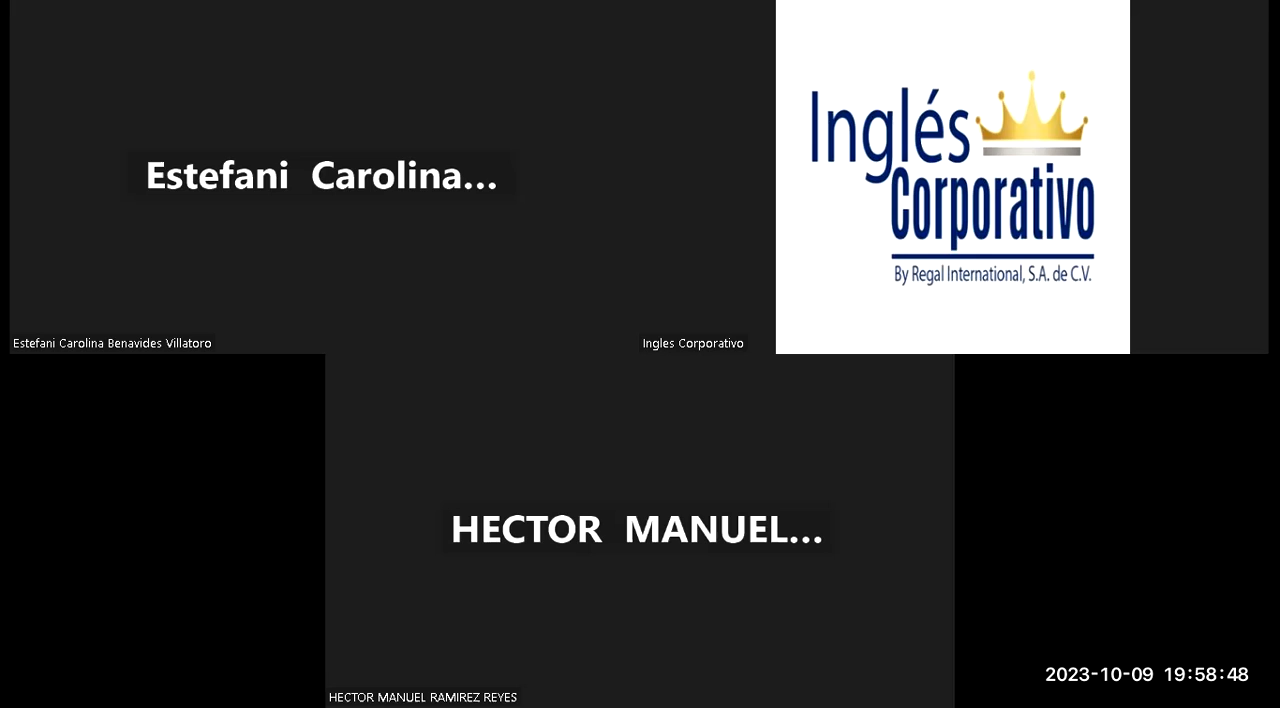 Estefani Carolina...
Inglés
Corporativo
By Regal International, S.A. de C.V.
Estefani Carolina Benavides Villatoro
Ingles Corporativo
HECTOR MANUEL...
HECTOR MANUEL RAMIREZ REYES
2023-10-09 19:58:48